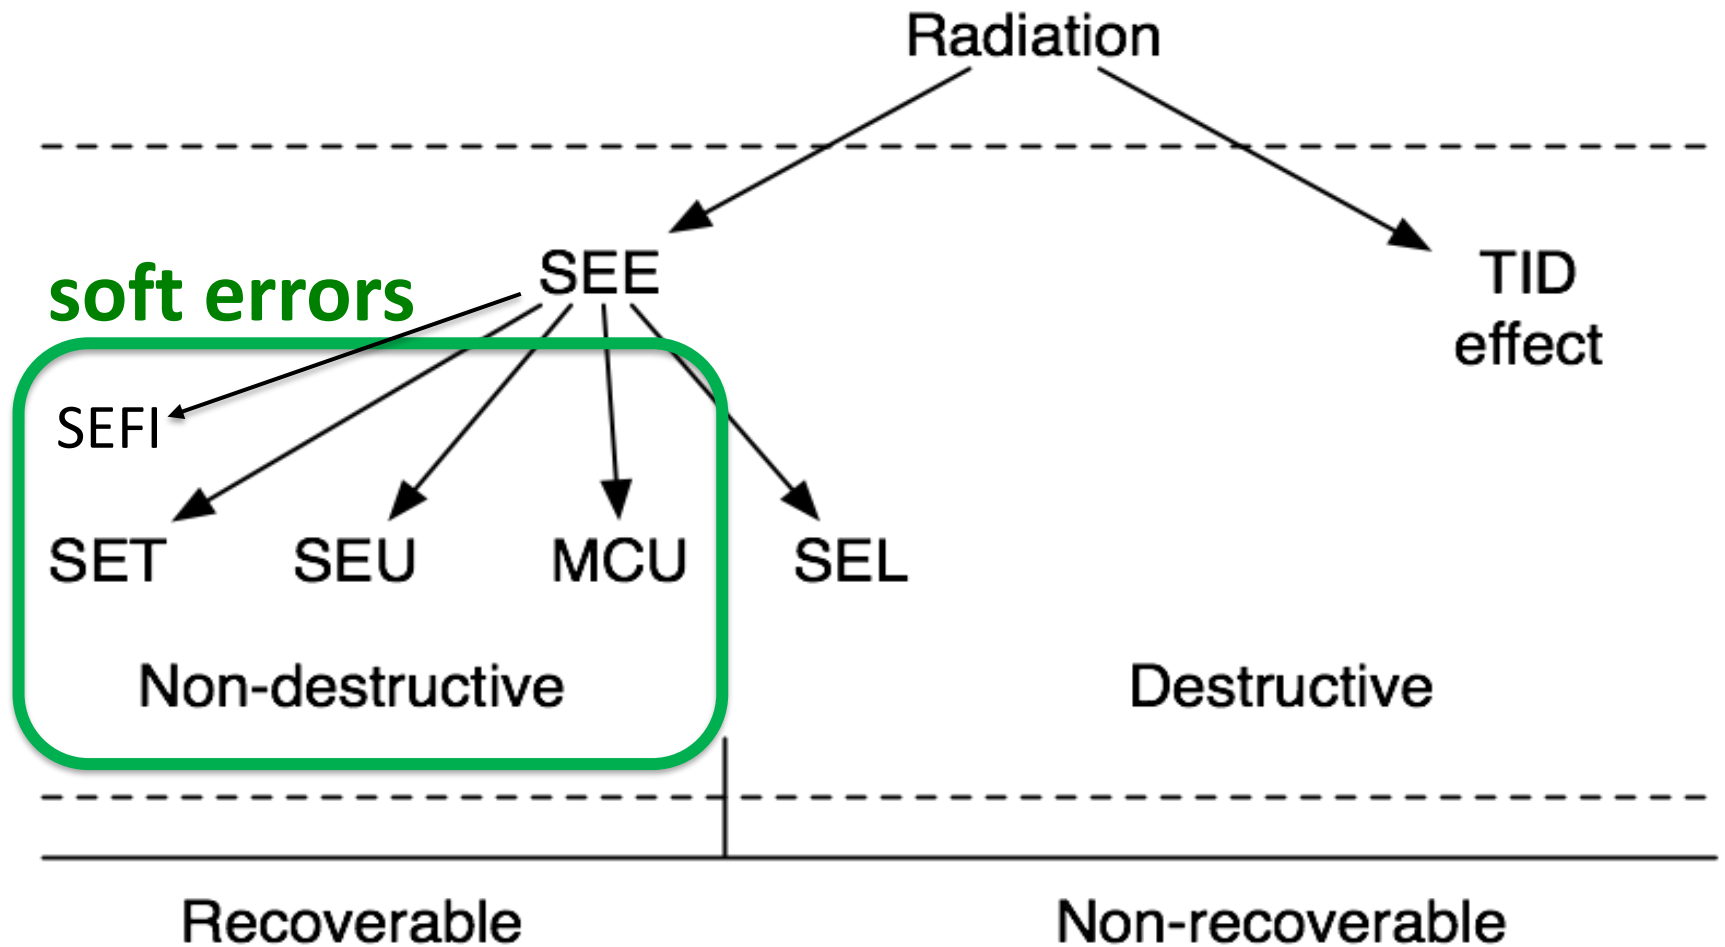 Radiation
SEE
TID
effect
soft errors
SEFI
SET
SEU
MCU
SEL
Non-destructive
Destructive
Recoverable
Non-recoverable